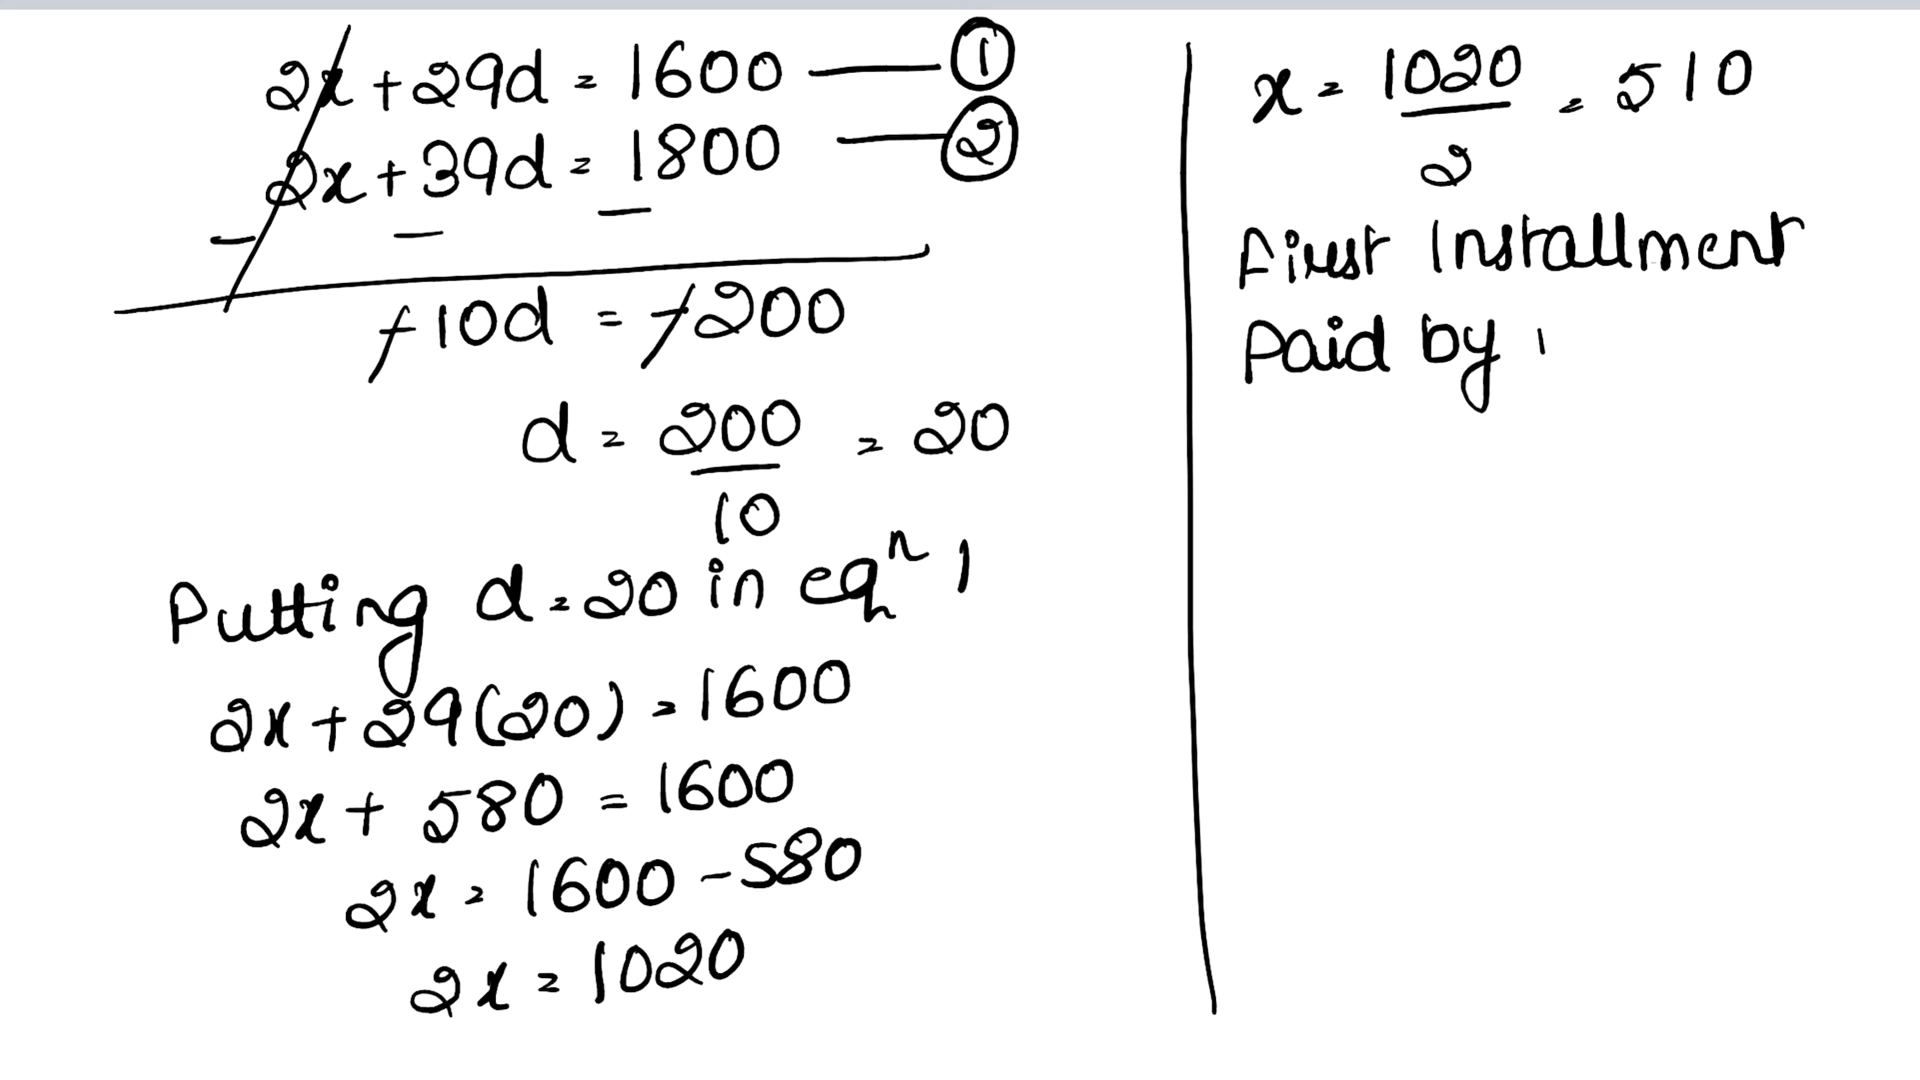 2x + 29d = 1600 — ①
2x + 39d = 1800 — ②
− − −
-10d = -200
d = 200/10 = 20
Putting d = 20 in eqn 1
2x + 29(20) = 1600
2x + 580 = 1600
2x = 1600 - 580
2x = 1020
x = 1020/2 = 510
First Installment
Paid by